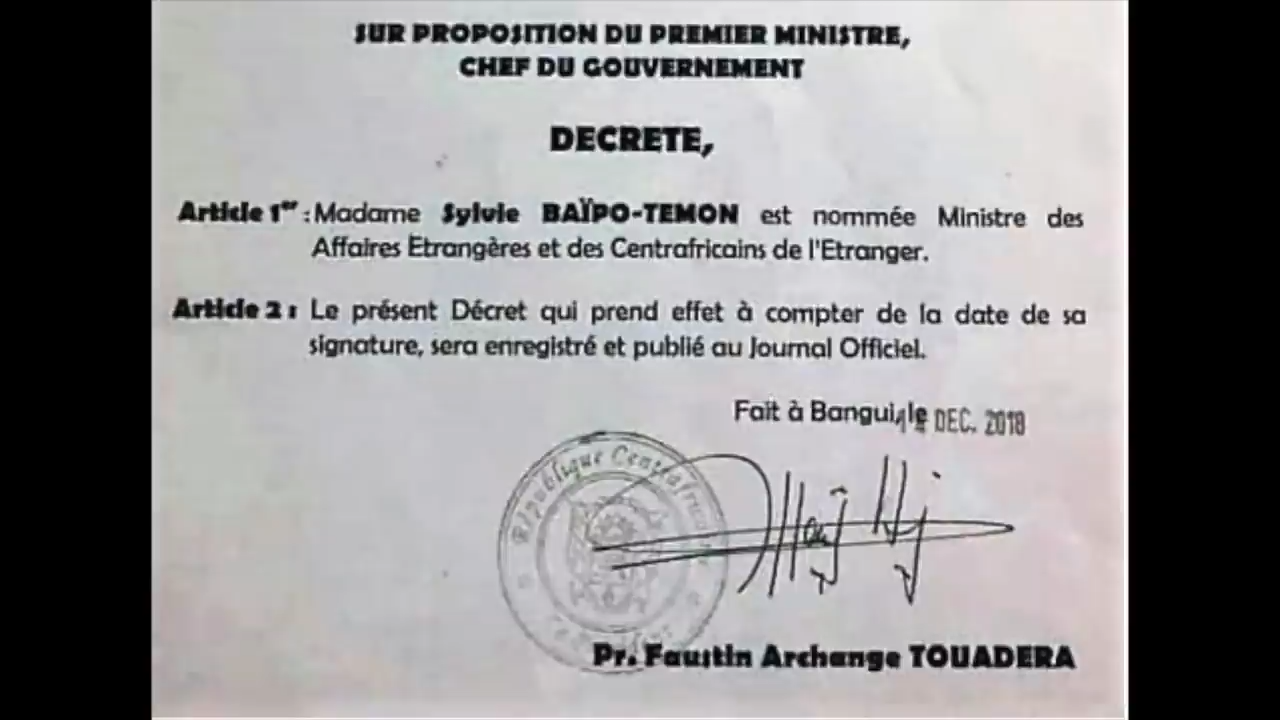 SUR PROPOSITION DU PREMIER MINISTRE,
CHEF DU GOUVERNEMENT
DECRETE,
Article 1er : Madame Sylvie BAÏPO-TEMON est nommée Ministre des
Affaires Etrangères et des Centrafricains de l'Etranger.
Article 2 : Le présent Décret qui prend effet à compter de la date de sa
signature, sera enregistré et publié au Journal Officiel.
Fait à Bangui, le DEC. 2018
République Centrafricaine
Pr. Faustin Archange TOUADERA